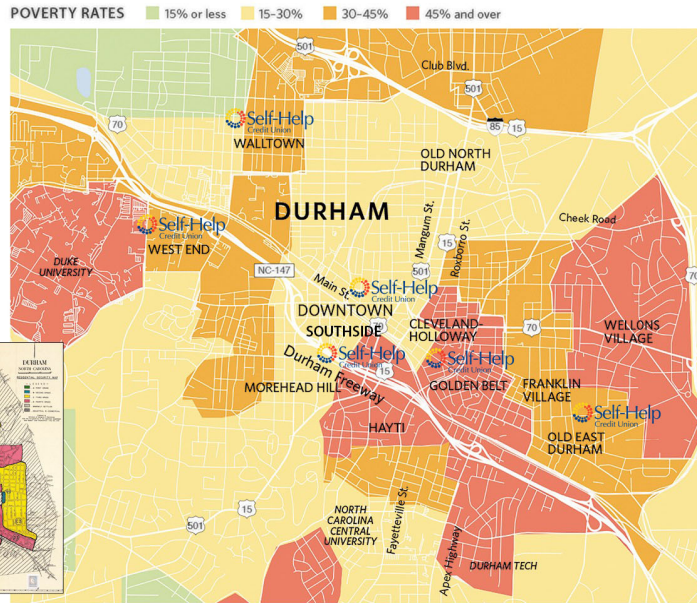 POVERTY RATES 15% or less 15–30% 30–45% 45% and over
501
Club Blvd.
501
70
85 15
Self-Help
Credit Union
WALLTOWN
OLD NORTH
DURHAM
DURHAM
Mangum St.
Roxborro St.
Cheek Road
Self-Help
Credit Union
WEST END
DUKE
UNIVERSITY
15
NC-147
501
70
Main St.
Self-Help
Credit Union
DOWNTOWN
SOUTHSIDE
70
CLEVELAND-
HOLLOWAY
70
WELLONS
VILLAGE
Self-Help
Credit Union
15
Self-Help
Credit Union
Durham Freeway
MOREHEAD HILL
GOLDEN BELT
FRANKLIN
VILLAGE
Self-Help
Credit Union
HAYTI
OLD EAST
DURHAM
DURHAM
NORTH CAROLINA
15
501
NORTH
CAROLINA
CENTRAL
UNIVERSITY
Fayetteville St.
Apex Highway
DURHAM TECH